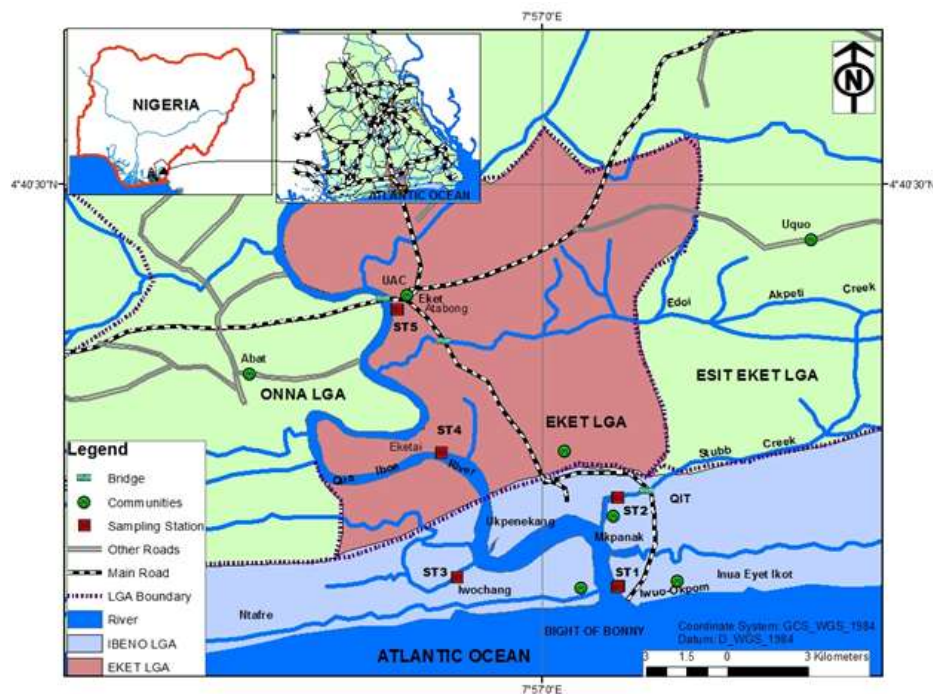 7°57'0"E
NIGERIA
ATLANTIC OCEAN
N
4°40'30"N
4°40'30"N
Uquo
UAC
Eket
Atabong
ST5
Edoi
Akpeti
Creek
Abat
ONNA LGA
ESIT EKET LGA
ST4
EKET LGA
Eketai
Qua Iboe River
Stubb Creek
QIT
ST2
Ukpenekang
Mkpanak
ST3
Iwochang
ST1
Iwuo-Okpom
Inua Eyet Ikot
Ntafre
BIGHT OF BONNY
ATLANTIC OCEAN
Legend
Bridge
Communities
Sampling Station
Other Roads
Main Road
LGA Boundary
River
IBENO LGA
EKET LGA
Coordinate System: GCS_WGS_1984
Datum: D_WGS_1984
3 1.5 0 3 Kilometers
7°57'0"E